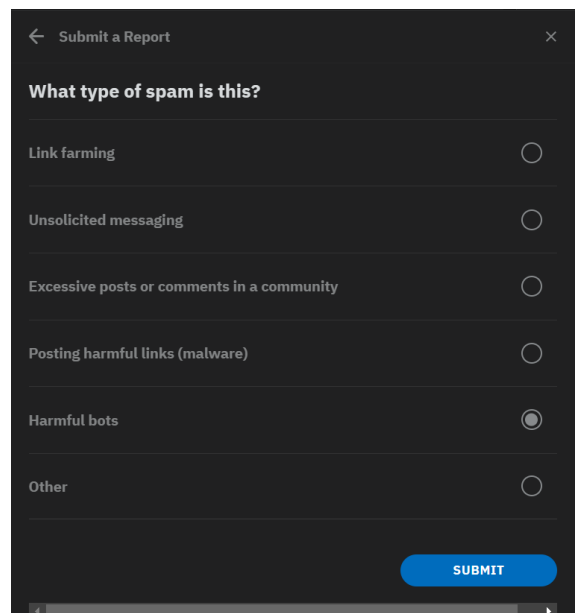 Submit a Report
What type of spam is this?
Link farming
Unsolicited messaging
Excessive posts or comments in a community
Posting harmful links (malware)
Harmful bots
Other
SUBMIT